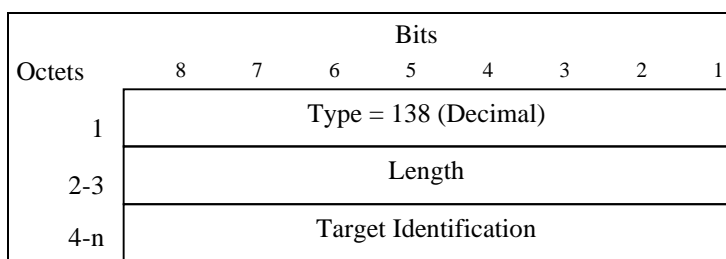 Bits
Octets 8 7 6 5 4 3 2 1
1 Type = 138 (Decimal)
2-3 Length
4-n Target Identification